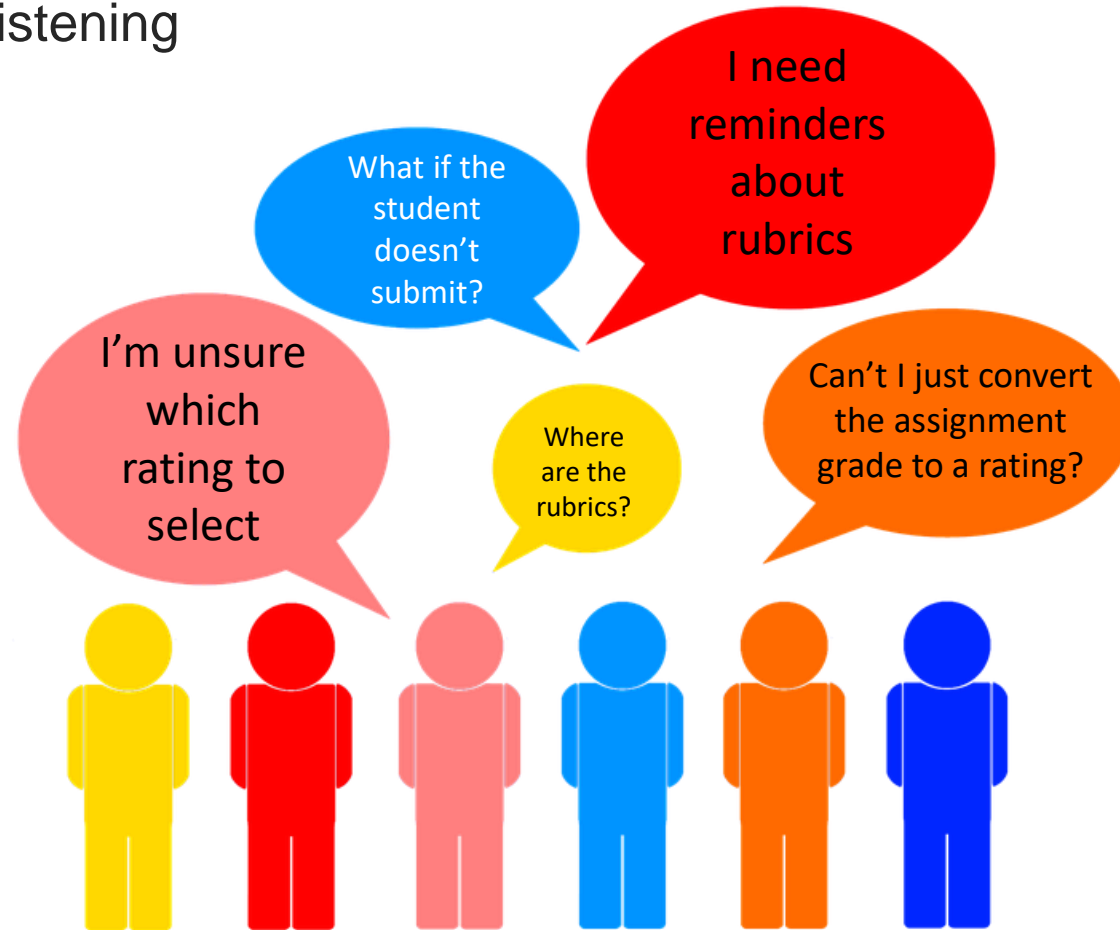 istening
I need
reminders
about
rubrics
What if the
student
doesn't
submit?
I'm unsure
which
rating to
select
Where
are the
rubrics?
Can't I just convert
the assignment
grade to a rating?